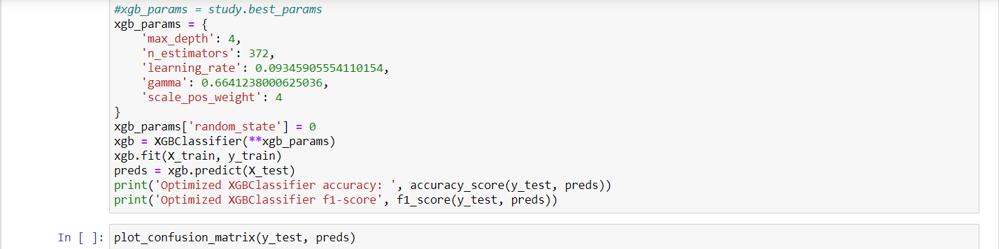 #xgb_params = study.best_params
xgb_params = {
    'max_depth': 4,
    'n_estimators': 372,
    'learning_rate': 0.09345905554110154,
    'gamma': 0.6641238000625036,
    'scale_pos_weight': 4
}
xgb_params['random_state'] = 0
xgb = XGBClassifier(**xgb_params)
xgb.fit(X_train, y_train)
preds = xgb.predict(X_test)
print('Optimized XGBClassifier accuracy: ', accuracy_score(y_test, preds))
print('Optimized XGBClassifier f1-score', f1_score(y_test, preds))
In [ ]: plot_confusion_matrix(y_test, preds)